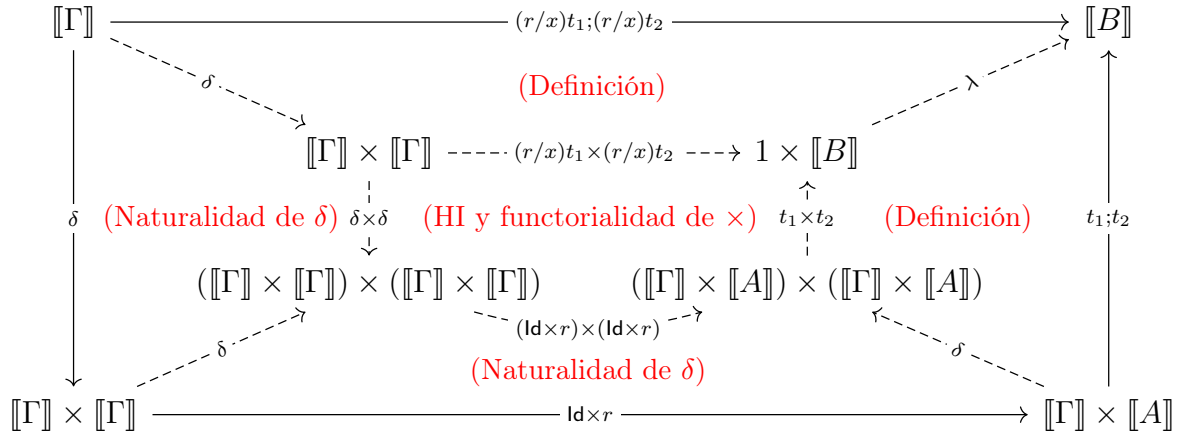 ⟦Γ⟧ (r/x)t₁;(r/x)t₂ ⟦B⟧
δ (Definición) λ
⟦Γ⟧ × ⟦Γ⟧ (r/x)t₁×(r/x)t₂ 1 × ⟦B⟧
δ (Naturalidad de δ) δ×δ (HI y functorialidad de ×) t₁×t₂ (Definición) t₁;t₂
(⟦Γ⟧ × ⟦Γ⟧) × (⟦Γ⟧ × ⟦Γ⟧) (⟦Γ⟧ × ⟦A⟧) × (⟦Γ⟧ × ⟦A⟧)
δ (Id×r)×(Id×r) δ
(Naturalidad de δ)
⟦Γ⟧ × ⟦Γ⟧ Id×r ⟦Γ⟧ × ⟦A⟧